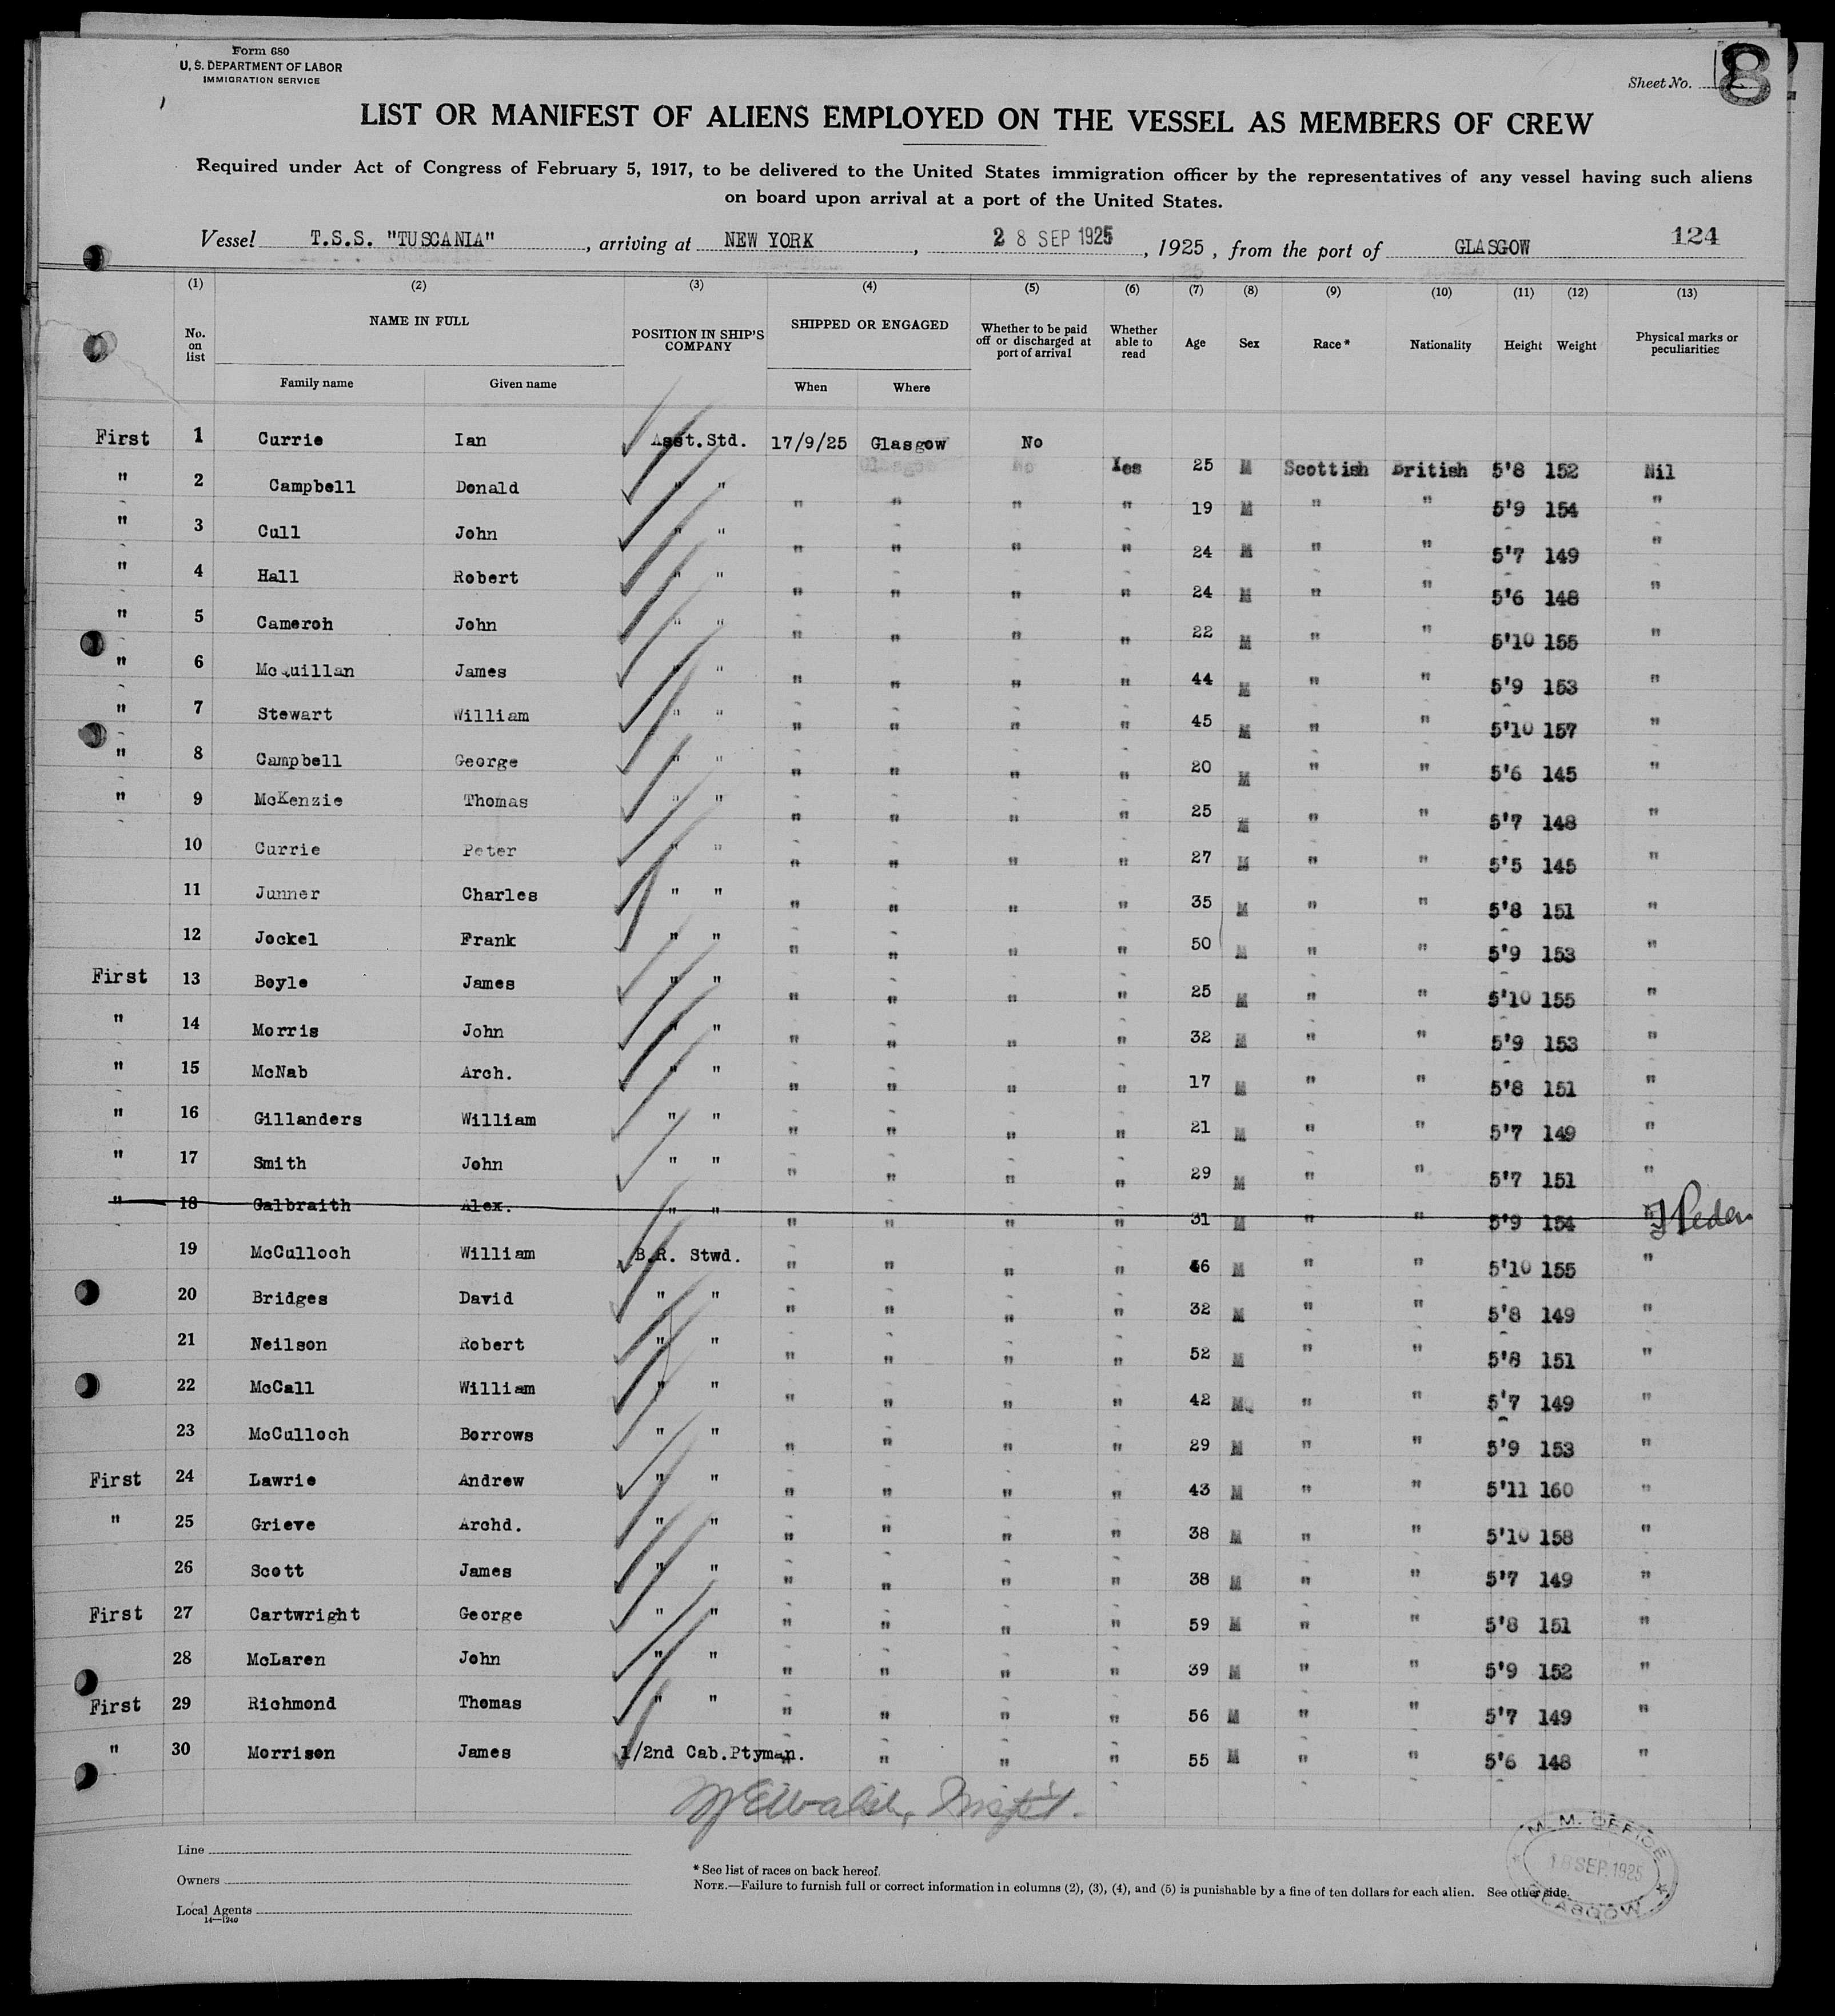 Form 680
U. S. DEPARTMENT OF LABOR
IMMIGRATION SERVICE
Sheet No. 8
LIST OR MANIFEST OF ALIENS EMPLOYED ON THE VESSEL AS MEMBERS OF CREW
Required under Act of Congress of February 5, 1917, to be delivered to the United States immigration officer by the representatives of any vessel having such aliens
on board upon arrival at a port of the United States.
Vessel T.S.S. "TUSCANIA", arriving at NEW YORK, 2 8 SEP 1925, 1925, from the port of GLASGOW 124
(1) (2) (3) (4) (5) (6) (7) (8) (9) (10) (11) (12) (13)
No. on list NAME IN FULL Family name Given name POSITION IN SHIP'S COMPANY SHIPPED OR ENGAGED When Where Whether to be paid off or discharged at port of arrival Whether able to read Age Sex Race* Nationality Height Weight Physical marks or peculiarities
First 1 Currie Ian Asst. Std. 17/9/25 Glasgow No Yes 25 M Scottish British 5'8 152 Nil
" 2 Campbell Donald " " " " " " 19 M " " 5'9 154 "
" 3 Cull John " " " " " " 24 M " " 5'7 149 "
" 4 Hall Robert " " " " " " 24 M " " 5'6 148 "
" 5 Cameroh John " " " " " " 22 M " " 5'10 155 "
" 6 McQuillan James " " " " " " 44 M " " 5'9 153 "
" 7 Stewart William " " " " " " 45 M " " 5'10 157 "
" 8 Campbell George " " " " " " 20 M " " 5'6 145 "
" 9 McKenzie Thomas " " " " " " 25 M " " 5'7 148 "
10 Currie Peter " " " " " " 27 M " " 5'5 145 "
11 Junner Charles " " " " " " 35 M " " 5'8 151 "
12 Jockel Frank " " " " " " 50 M " " 5'9 153 "
First 13 Boyle James " " " " " " 25 M " " 5'10 155 "
" 14 Morris John " " " " " " 32 M " " 5'9 153 "
" 15 McNab Arch. " " " " " " 17 M " " 5'8 151 "
" 16 Gillanders William " " " " " " 21 M " " 5'7 149 "
" 17 Smith John " " " " " " 29 M " " 5'7 151 "
" 18 Galbraith Alex. " " " " " " 31 M " " 5'9 154 " Peden
19 McCulloch William B.R. Stwd. " " " " 46 M " " 5'10 155 "
20 Bridges David " " " " " " 32 M " " 5'8 149 "
21 Neilson Robert " " " " " " 52 M " " 5'8 151 "
22 McCall William " " " " " " 42 M " " 5'7 149 "
23 McCulloch Borrows " " " " " " 29 M " " 5'9 153 "
First 24 Lawrie Andrew " " " " " " 43 M " " 5'11 160 "
" 25 Grieve Archd. " " " " " " 38 M " " 5'10 158 "
26 Scott James " " " " " " 38 M " " 5'7 149 "
First 27 Cartwright George " " " " " " 59 M " " 5'8 151 "
28 McLaren John " " " " " " 39 M " " 5'9 152 "
First 29 Richmond Thomas " " " " " " 56 M " " 5'7 149 "
" 30 Morrison James 1/2nd Cab.Ptyman. " " " " 55 M " " 5'6 148 "
Line
Owners
Local Agents
14—1940
* See list of races on back hereof.
NOTE.—Failure to furnish full or correct information in columns (2), (3), (4), and (5) is punishable by a fine of ten dollars for each alien. See other side.
M. M. OFFICE
18 SEP. 1925
GLASGOW